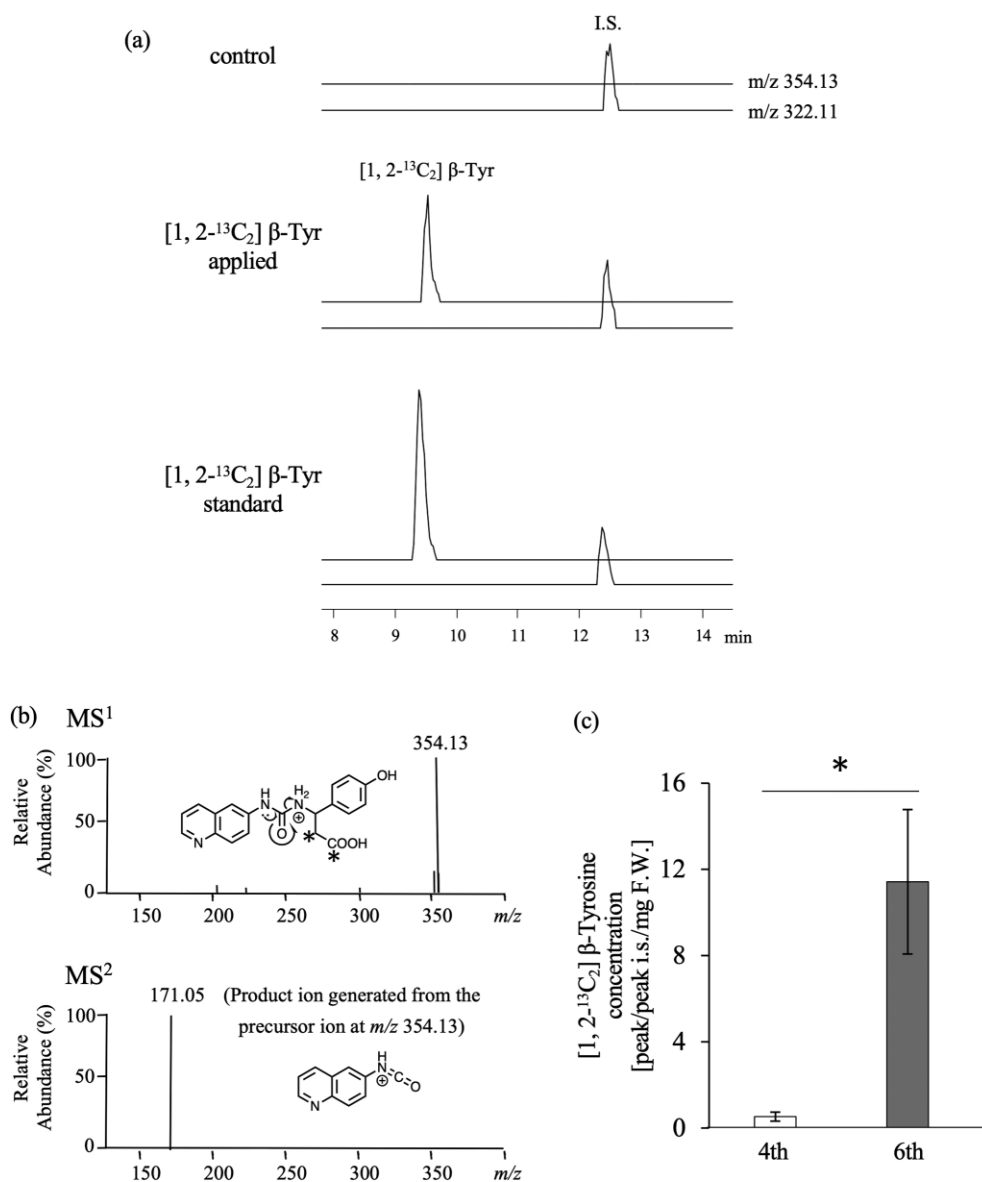 (a)
I.S.
control
m/z 354.13
m/z 322.11
[1, 2-¹³C₂] β-Tyr
[1, 2-¹³C₂] β-Tyr
applied
[1, 2-¹³C₂] β-Tyr
standard
8 9 10 11 12 13 14 min
(b) MS¹
Relative
Abundance (%)
100
50
0
354.13
OH
H
N
H₂
N
⊕
O
N
*
COOH
*
150 200 250 300 350 m/z
MS²
Relative
Abundance (%)
100
50
0
171.05 (Product ion generated from the
precursor ion at m/z 354.13)
H
N
⊕
C
O
N
150 200 250 300 350 m/z
(c)
[1, 2-¹³C₂] β-Tyrosine
concentration
[peak/peak i.s./mg F.W.]
16
12
8
4
0
*
4th 6th